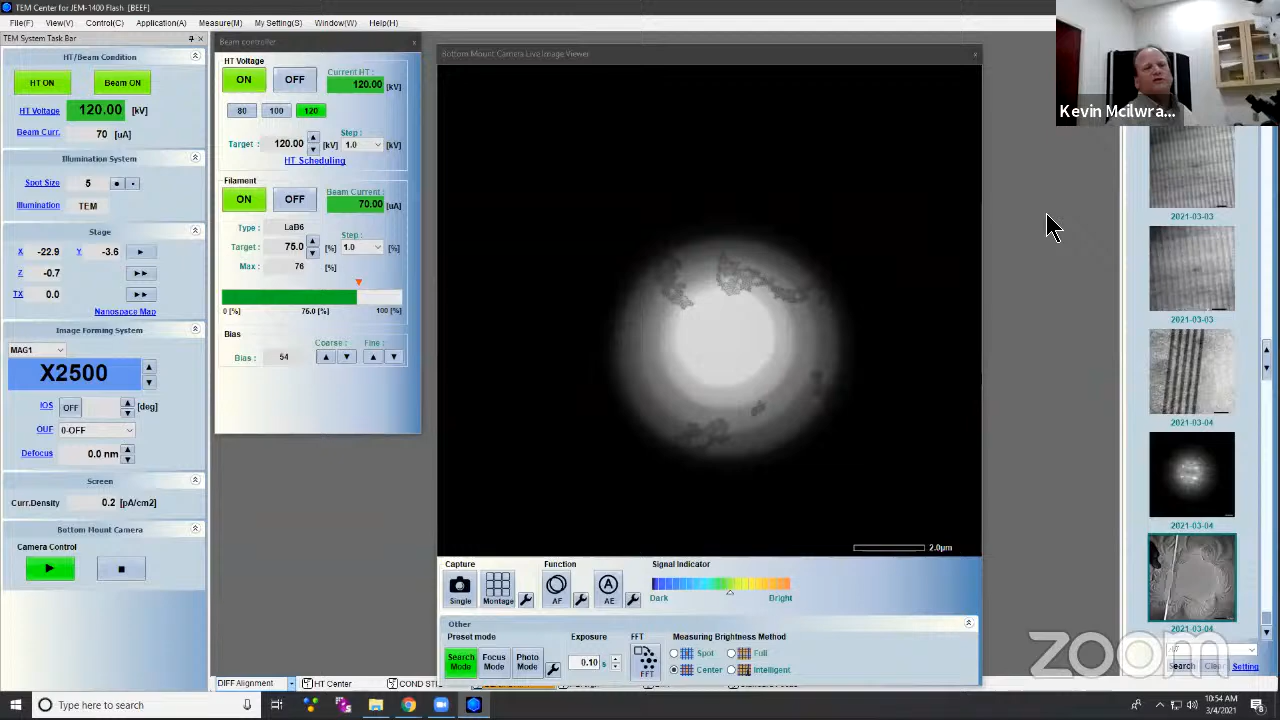 TEM Center for JEM-1400 Flash [BEEF]
File(F) View(V) Application(A) Measure(M) My Setting(S) Window(W) Help(H)
TEM System Task Bar
HT/Beam Condition
HT ON Beam ON
HT Voltage 120.00 [kV]
Beam Curr. 70 [uA]
Illumination System
Spot Size 5
Illumination TEM
Stage
X -22.9 Y -3.6
Z -0.7
TX 0.0
Nanospace Map
Image Forming System
MAG1
X2500
IOS OFF [deg]
OUF 0-OFF
Defocus 0.0 nm
Screen
Curr.Density 0.2 [pA/cm2]
Bottom Mount Camera
Camera Control
Beam controller
HT Voltage
ON OFF Current HT: 120.00 [kV]
80 100 120
Target : 120.00 [kV] Step : 1.0 [kV]
HT Scheduling
Filament
ON OFF Beam Current : 70.00 [uA]
Type : LaB6
Target : 75.0 [%] Step : 1.0 [%]
Max : 76 [%]
0 [%] 75.0 [%] 100 [%]
Bias
Coarse : Fine :
Bias : 54
Bottom Mount Camera Live Image Viewer
2.0μm
Capture Function Signal Indicator
Single Montage AF AE
Dark Bright
Other
Preset mode Exposure FFT Measuring Brightness Method
Search Mode Focus Mode Photo Mode 0.10 s FFT
Spot Full
Center Intelligent
Kevin Mcilwra...
2021-03-03
2021-03-03
2021-03-04
2021-03-04
2021-03-04
Search Clear Setting
zoom
DIFF Alignment HT Center
Type here to search
10:54 AM
3/4/2021